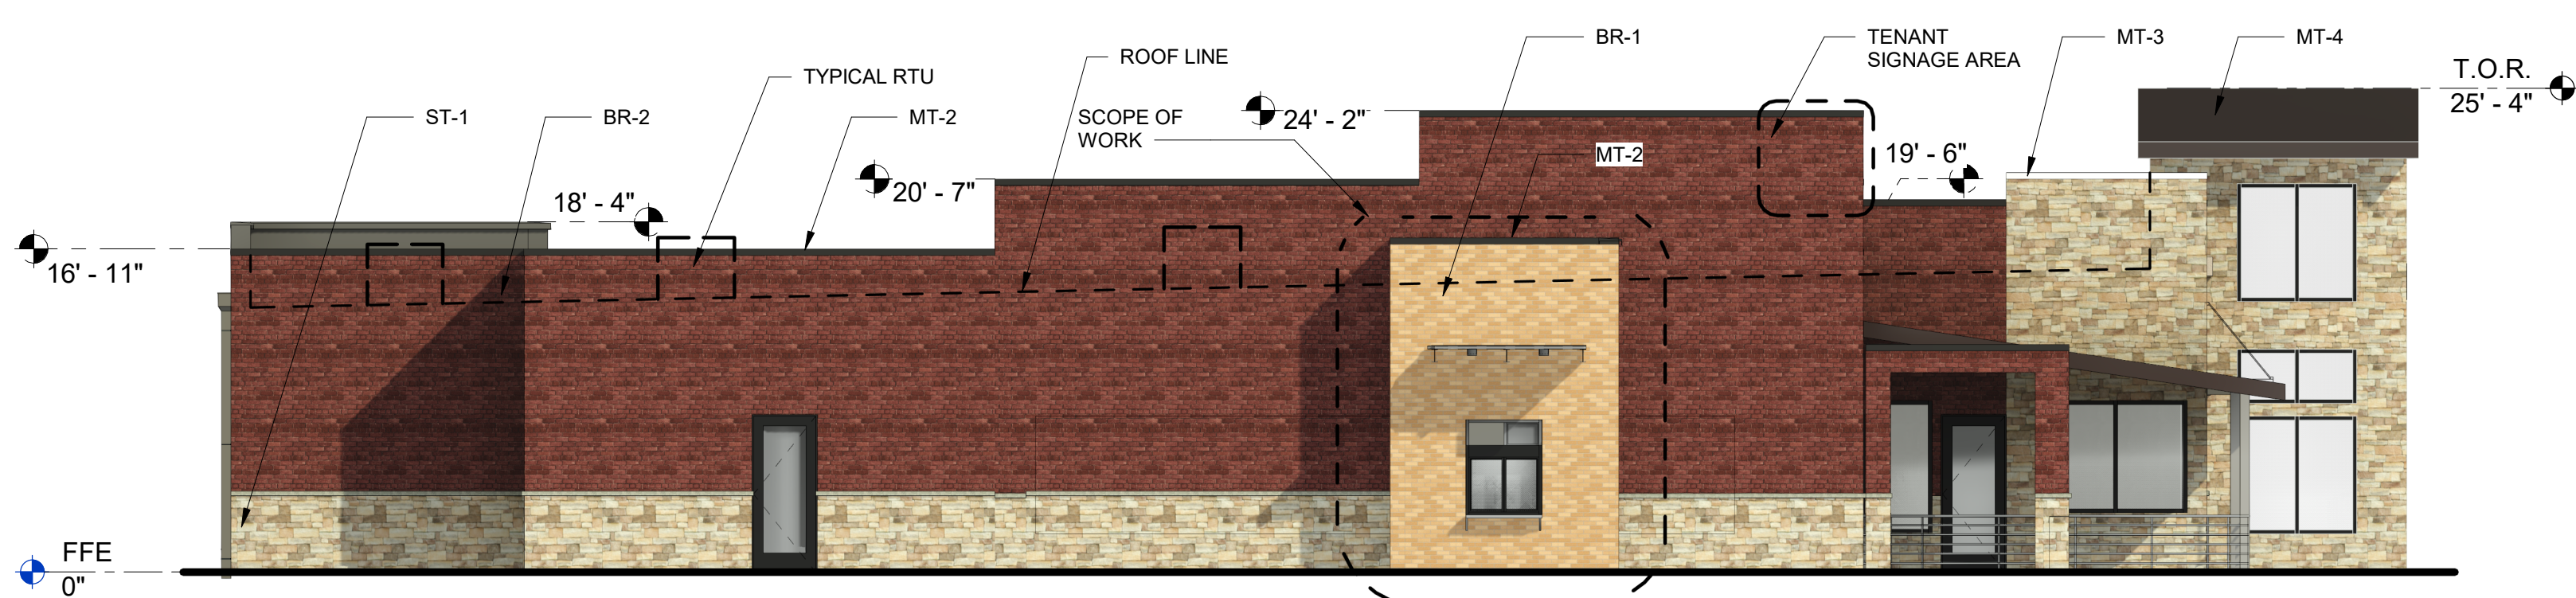 BR-1
TENANT
SIGNAGE AREA
MT-3
MT-4
ROOF LINE
TYPICAL RTU
T.O.R.
25' - 4"
ST-1
BR-2
MT-2
SCOPE OF
WORK
24' - 2"
MT-2
19' - 6"
20' - 7"
18' - 4"
16' - 11"
FFE
0"